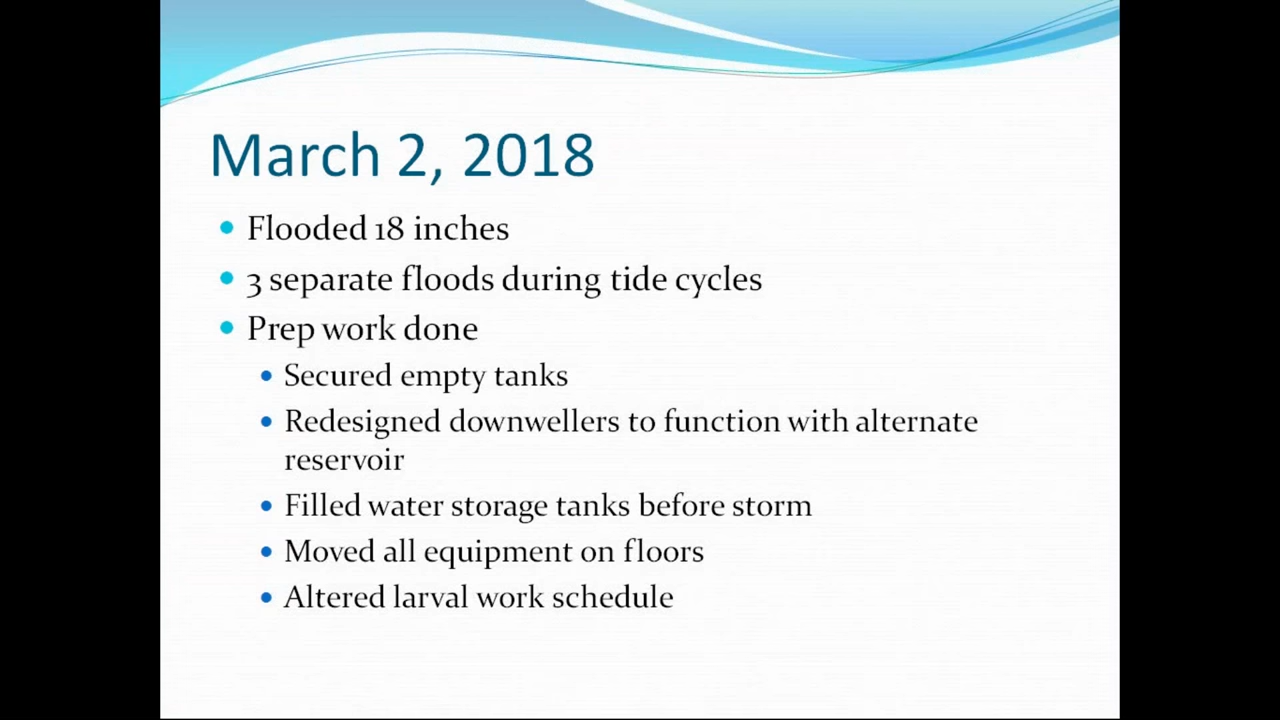 March 2, 2018
• Flooded 18 inches
• 3 separate floods during tide cycles
• Prep work done
• Secured empty tanks
• Redesigned downwellers to function with alternate
reservoir
• Filled water storage tanks before storm
• Moved all equipment on floors
• Altered larval work schedule